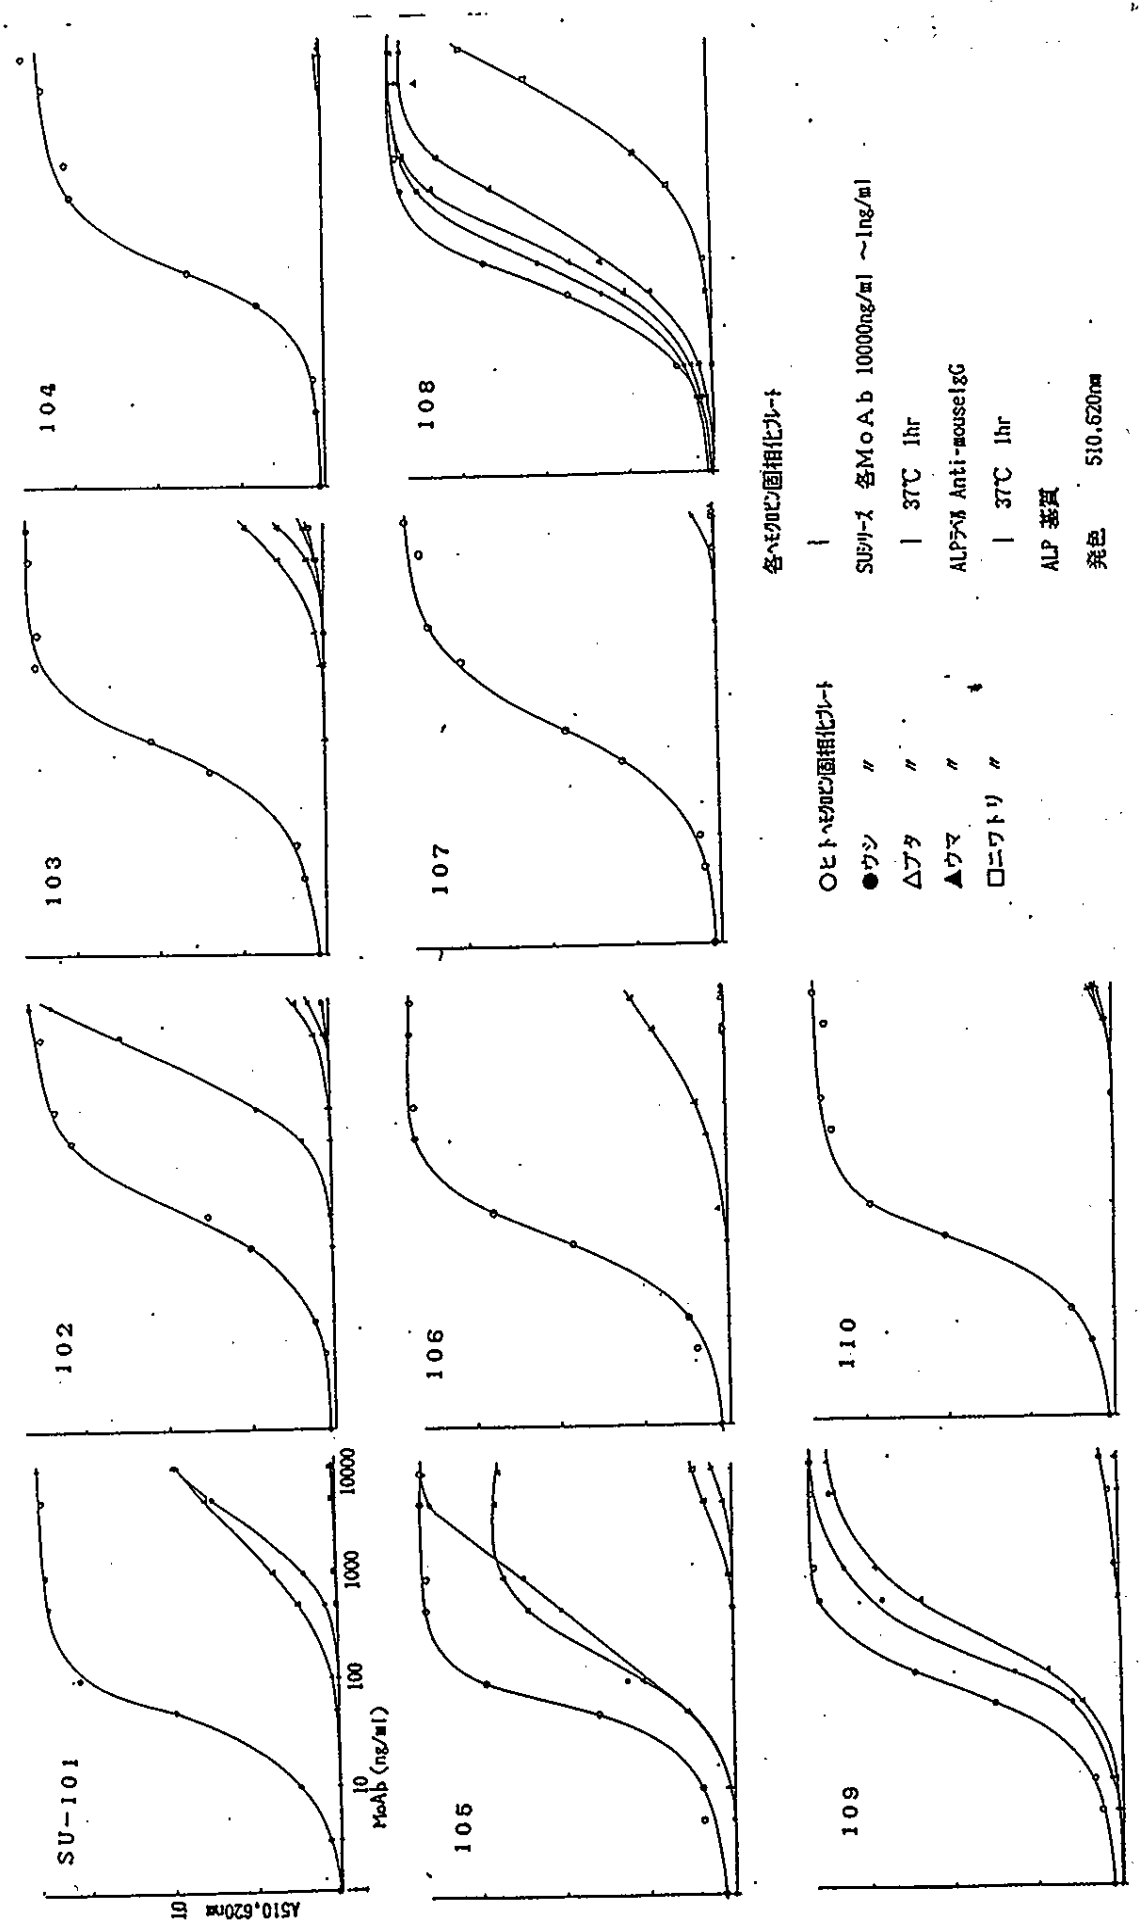 SU-101
102
103
104
A510.620nm
1
10
100
1000
10000
MoAb (ng/ml)
105
106
107
108
109
110
○ヒトヘモグロビン固相化プレート
●ウシ 〃
△ブタ 〃
▲ウマ 〃
□ニワトリ 〃
各ヘモグロビン固相化プレート
|
SUシリーズ 各MoAb 10000ng/ml ~1ng/ml
| 37℃ 1hr
ALPラベル Anti-mouseIgG
| 37℃ 1hr
ALP 基質
発色 510.620nm